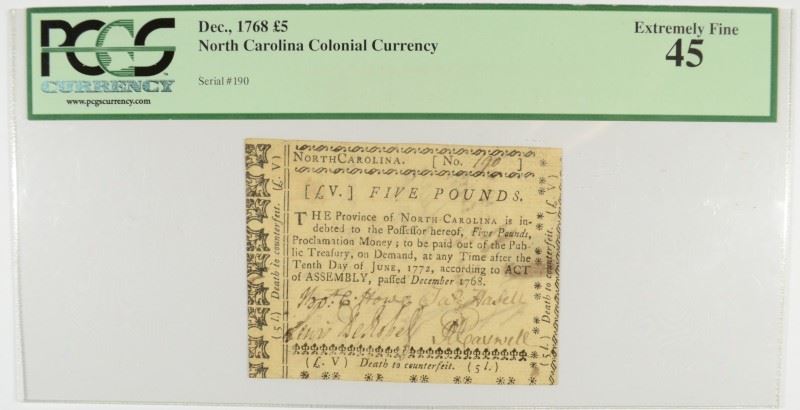 PCGS
CURRENCY
www.pcgscurrency.com
Dec., 1768 £5
North Carolina Colonial Currency
Serial #190
Extremely Fine
45
NORTH CAROLINA. [ No. 190 ]
[ £V. ] FIVE POUNDS.
THE Province of NORTH-CAROLINA is in-
debted to the Poſſeſſor hereof, Five Pounds,
Proclamation Money ; to be paid out of the Pub-
lic Treaſury, on Demand, at any Time after the
Tenth Day of JUNE, 1772, according to ACT
of ASSEMBLY, paſſed December 1768.
Lewis DeRosset RCaswell
(£. V) Death to counterfeit. (5 l.)
(5 l.) Death to counterfeit. (£. V)
(5 l.) Death to counterfeit. (£. V)